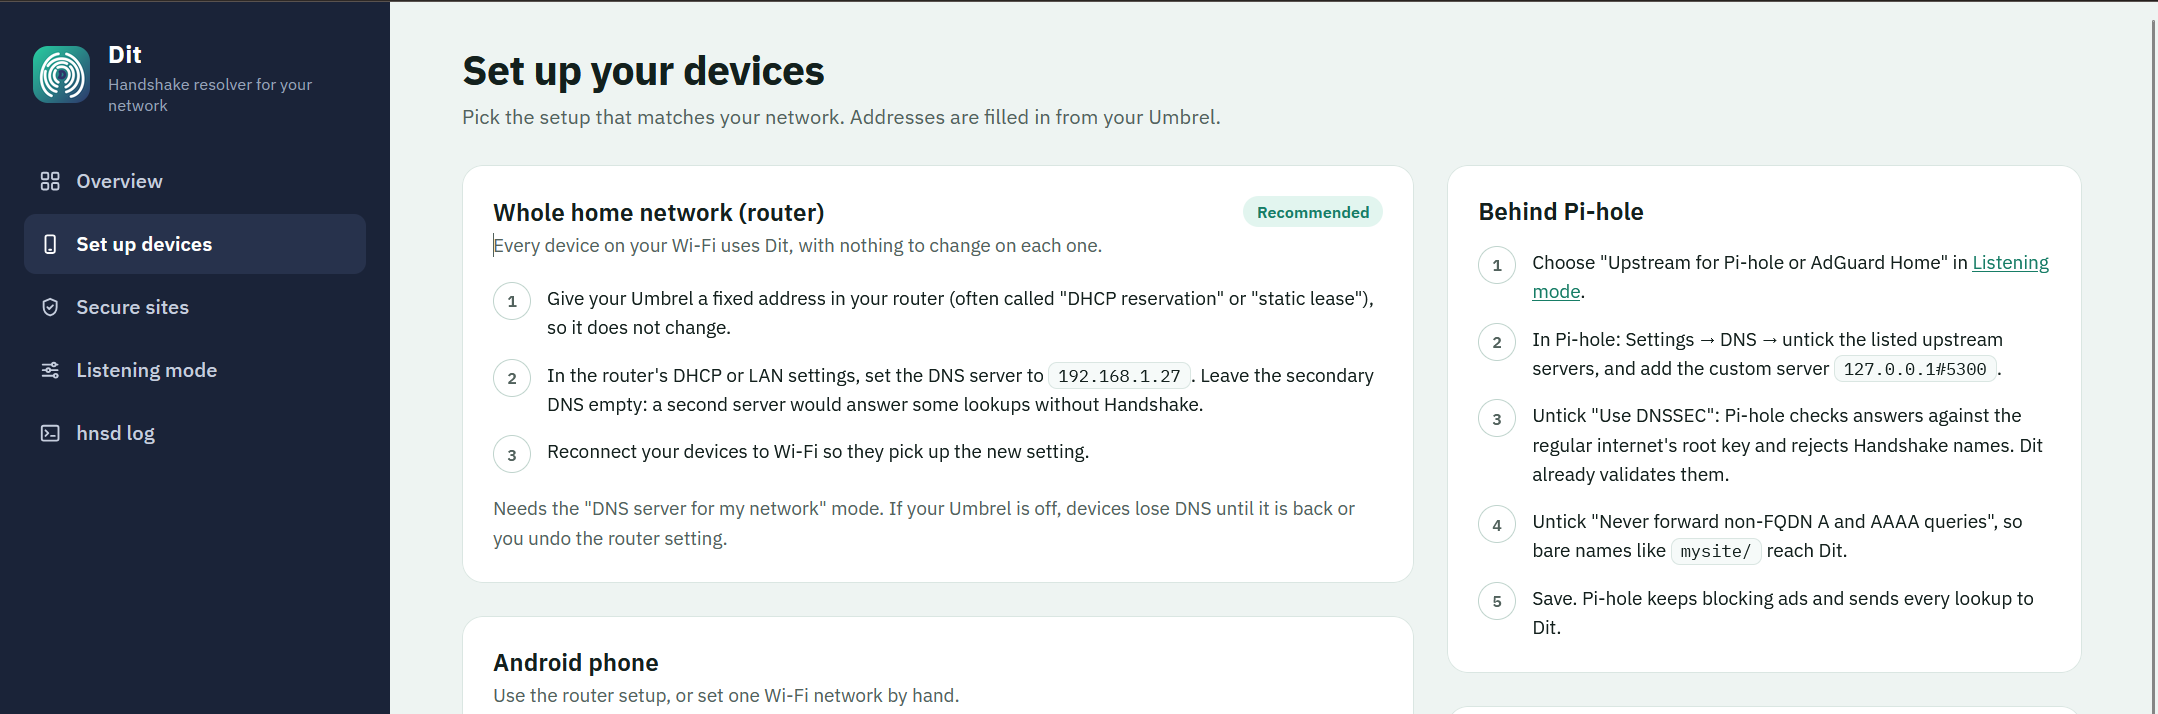 Dit
Handshake resolver for your
network
Overview
Set up devices
Secure sites
Listening mode
hnsd log
Set up your devices
Pick the setup that matches your network. Addresses are filled in from your Umbrel.
Whole home network (router)
Recommended
Every device on your Wi-Fi uses Dit, with nothing to change on each one.
1 Give your Umbrel a fixed address in your router (often called "DHCP reservation" or "static lease"),
so it does not change.
2 In the router's DHCP or LAN settings, set the DNS server to 192.168.1.27. Leave the secondary
DNS empty: a second server would answer some lookups without Handshake.
3 Reconnect your devices to Wi-Fi so they pick up the new setting.
Needs the "DNS server for my network" mode. If your Umbrel is off, devices lose DNS until it is back or
you undo the router setting.
Android phone
Use the router setup, or set one Wi-Fi network by hand.
Behind Pi-hole
1 Choose "Upstream for Pi-hole or AdGuard Home" in Listening
mode.
2 In Pi-hole: Settings → DNS → untick the listed upstream
servers, and add the custom server 127.0.0.1#5300.
3 Untick "Use DNSSEC": Pi-hole checks answers against the
regular internet's root key and rejects Handshake names. Dit
already validates them.
4 Untick "Never forward non-FQDN A and AAAA queries", so
bare names like mysite/ reach Dit.
5 Save. Pi-hole keeps blocking ads and sends every lookup to
Dit.